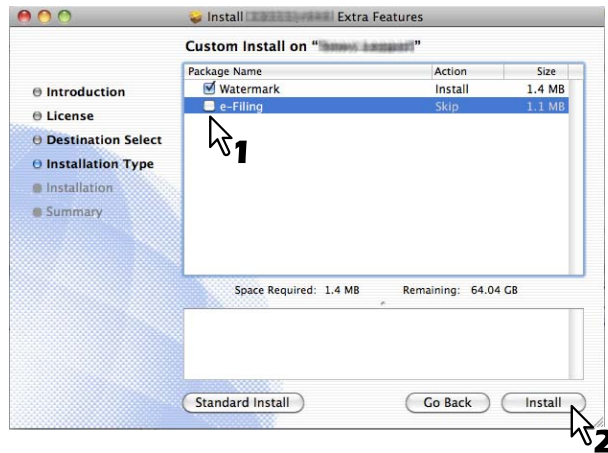 Install Extra Features
Custom Install on “ ”
Introduction
License
Destination Select
Installation Type
Installation
Summary
Package Name Action Size
Watermark Install 1.4 MB
e-Filing Skip 1.1 MB
1
Space Required: 1.4 MB Remaining: 64.04 GB
Standard Install Go Back Install
2